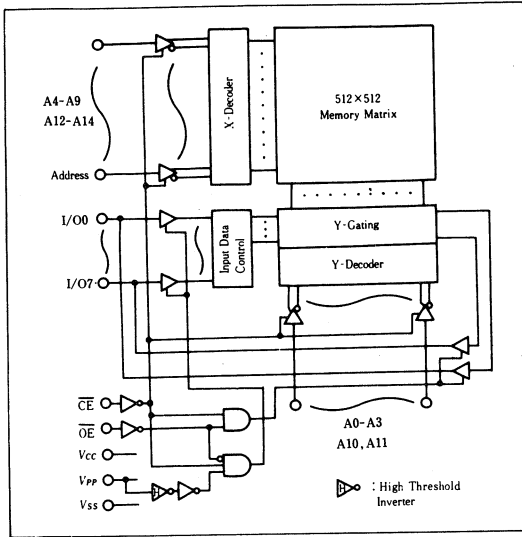 A4-A9
A12-A14
Address
X-Decoder
512×512
Memory Matrix
I/O0
I/O7
Input Data
Control
Y-Gating
Y-Decoder
CE
OE
VCC
VPP
VSS
A0-A3
A10, A11
H
: High Threshold
Inverter